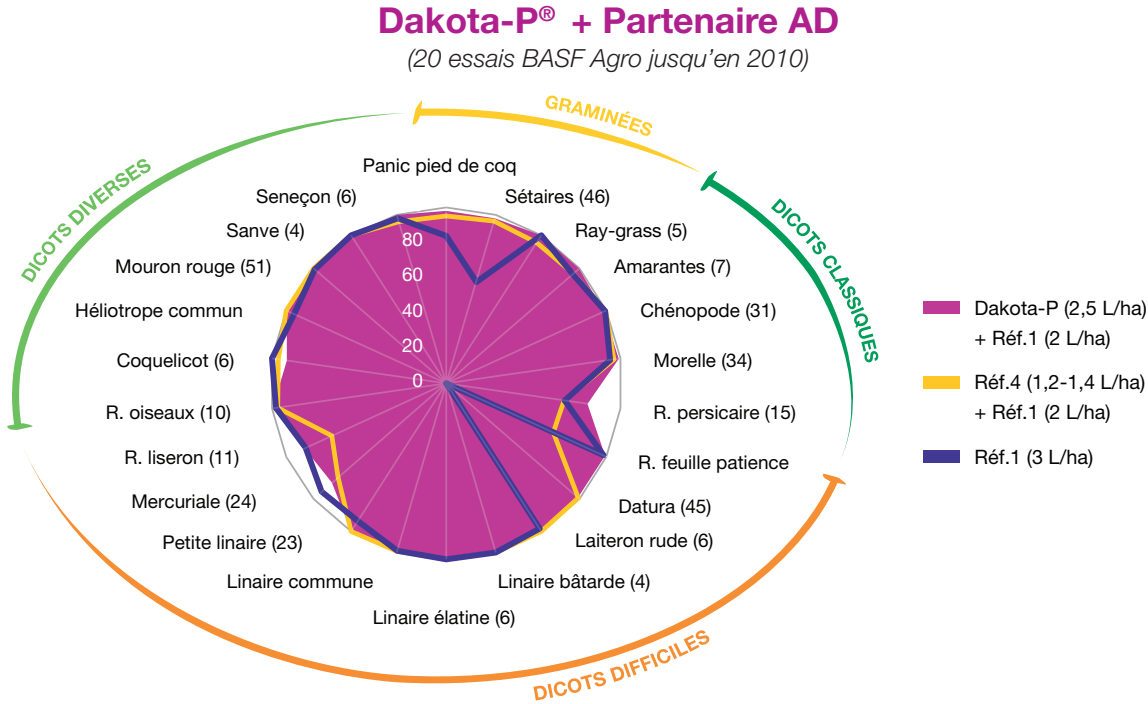 Dakota-P® + Partenaire AD
(20 essais BASF Agro jusqu'en 2010)
GRAMINÉES
DICOTS DIVERSES
DICOTS CLASSIQUES
DICOTS DIFFICILES
Panic pied de coq
Sétaires (46)
Ray-grass (5)
Amarantes (7)
Chénopode (31)
Morelle (34)
R. persicaire (15)
R. feuille patience
Datura (45)
Laiteron rude (6)
Linaire bâtarde (4)
Linaire élatine (6)
Linaire commune
Petite linaire (23)
Mercuriale (24)
R. liseron (11)
R. oiseaux (10)
Coquelicot (6)
Héliotrope commun
Mouron rouge (51)
Sanve (4)
Seneçon (6)
80
60
40
20
0
Dakota-P (2,5 L/ha)
+ Réf.1 (2 L/ha)
Réf.4 (1,2-1,4 L/ha)
+ Réf.1 (2 L/ha)
Réf.1 (3 L/ha)